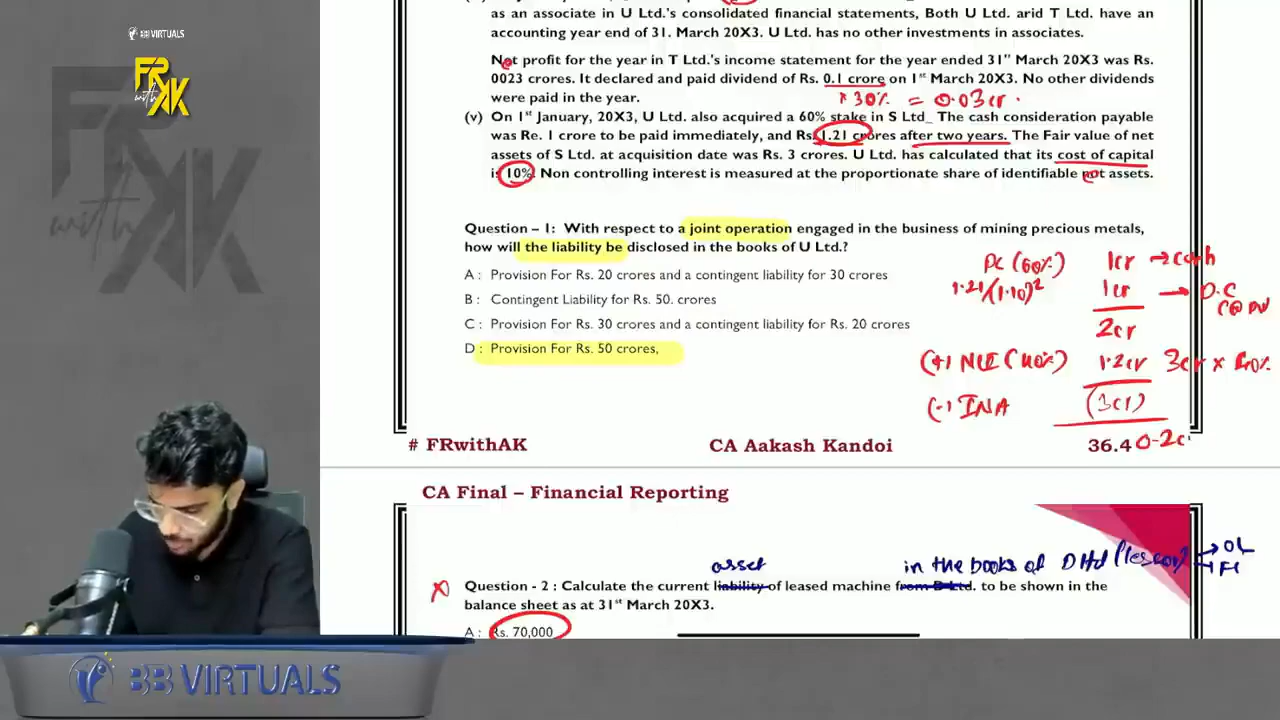 BB VIRTUALS
FR
with
AK
FR
with
AK
as an associate in U Ltd.'s consolidated financial statements, Both U Ltd. arid T Ltd. have an
accounting year end of 31. March 20X3. U Ltd. has no other investments in associates.
Net profit for the year in T Ltd.'s income statement for the year ended 31st March 20X3 was Rs.
0023 crores. It declared and paid dividend of Rs. 0.1 crore on 1st March 20X3. No other dividends
were paid in the year.
x 30% = 0.03cr.
(v) On 1st January, 20X3, U Ltd. also acquired a 60% stake in S Ltd_ The cash consideration payable
was Re. 1 crore to be paid immediately, and Rs. 1.21 crores after two years. The Fair value of net
assets of S Ltd. at acquisition date was Rs. 3 crores. U Ltd. has calculated that its cost of capital
is 10%. Non controlling interest is measured at the proportionate share of identifiable net assets.
Question – 1: With respect to a joint operation engaged in the business of mining precious metals,
how will the liability be disclosed in the books of U Ltd.?
A : Provision For Rs. 20 crores and a contingent liability for 30 crores
B : Contingent Liability for Rs. 50. crores
C : Provision For Rs. 30 crores and a contingent liability for Rs. 20 crores
D : Provision For Rs. 50 crores,
PC (60%) 1cr → cash
1.21/(1.10)² 1cr → D.C
C@ PV
2cr
(+) NCI (40%) 1.2cr 3cr x 40%
(-) INA (3cr)
0.2c
# FRwithAK CA Aakash Kandoi 36.4
CA Final – Financial Reporting
asset in the books of D Ltd (lessor) → OL
→ FL
Question - 2 : Calculate the current liability of leased machine from B Ltd. to be shown in the
balance sheet as at 31st March 20X3.
A : Rs. 70,000
BB VIRTUALS